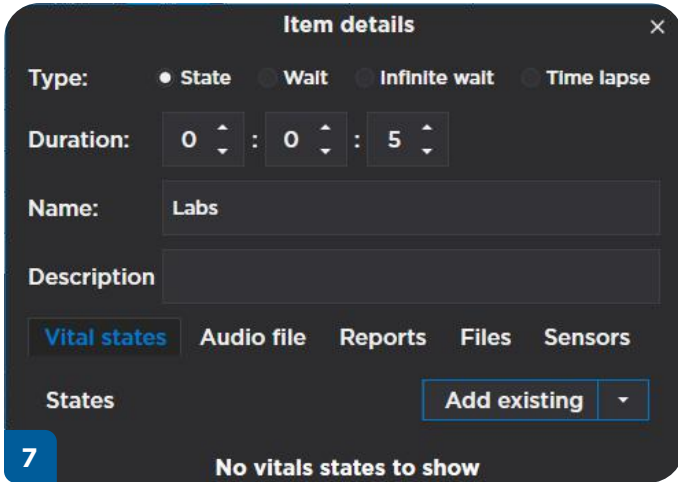 Item details ×
Type: State Wait Infinite wait Time lapse
Duration: 0 : 0 : 5
Name: Labs
Description
Vital states Audio file Reports Files Sensors
States Add existing
7 No vitals states to show